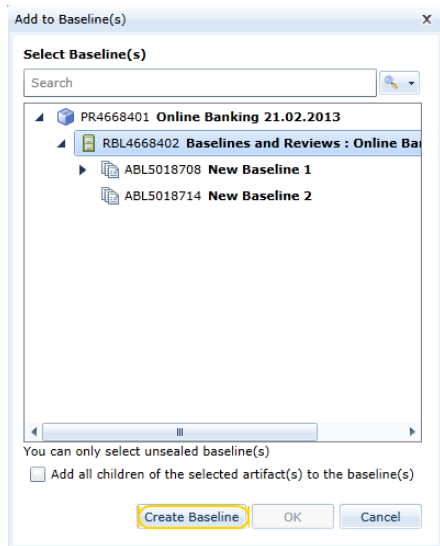 Add to Baseline(s) X
Select Baseline(s)
Search
PR4668401 Online Banking 21.02.2013
RBL4668402 Baselines and Reviews : Online Ba
ABL5018708 New Baseline 1
ABL5018714 New Baseline 2
You can only select unsealed baseline(s)
Add all children of the selected artifact(s) to the baseline(s)
Create Baseline OK Cancel